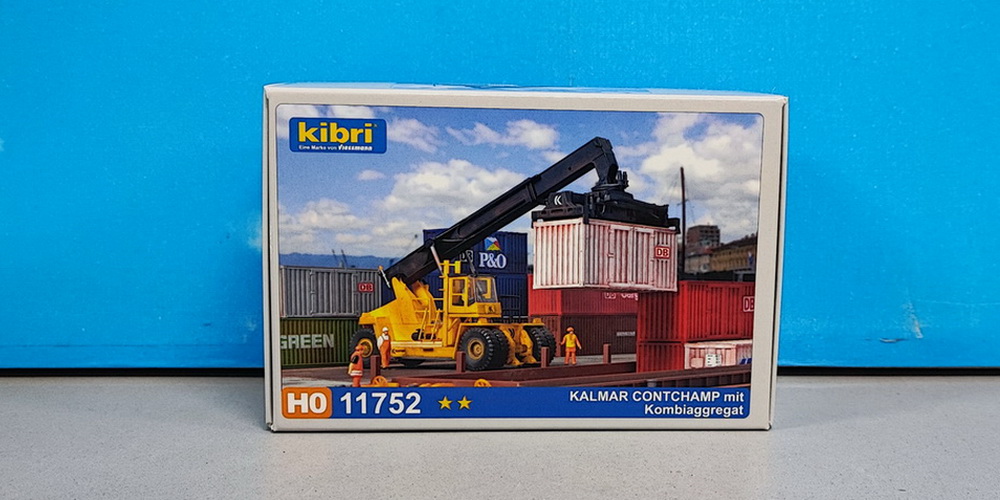 kibri
Eine Marke von Viessmann
P&O
DB
DB
DB
GREEN
H0 11752
KALMAR CONTCHAMP mit
Kombiaggregat